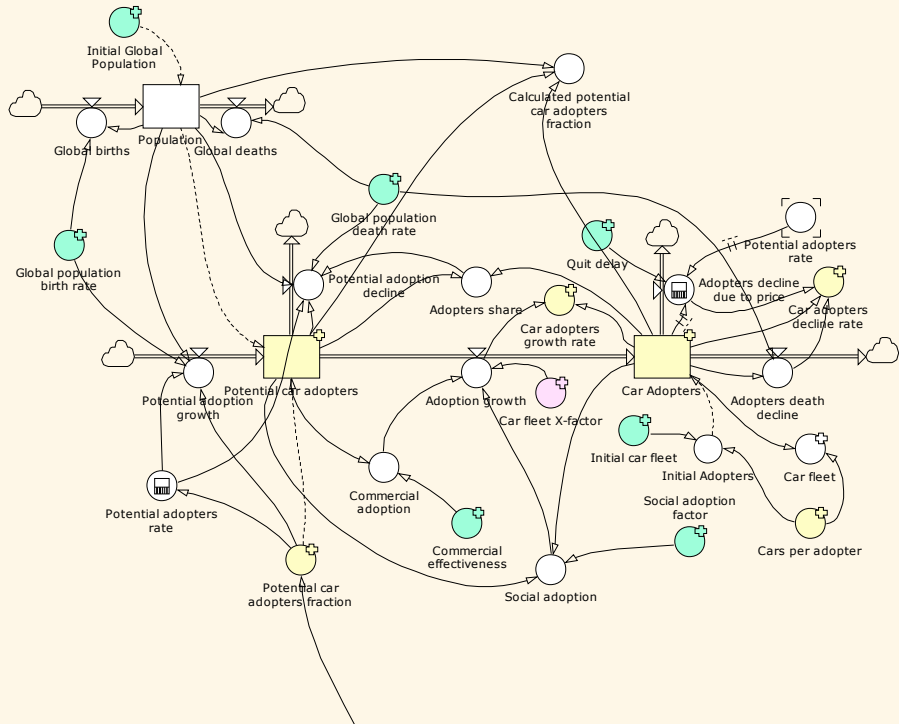 Initial Global
Population
Calculated potential
car adopters
fraction
Population
Global births
Global deaths
Global population
death rate
Potential adopters
rate
Quit delay
Global population
birth rate
Potential adoption
decline
Adopters decline
due to price
Adopters share
Car adopters
decline rate
Car adopters
growth rate
Potential car adopters
Car Adopters
Potential adoption
growth
Adoption growth
Adopters death
decline
Car fleet X-factor
Initial car fleet
Initial Adopters
Car fleet
Commercial
adoption
Social adoption
factor
Potential adopters
rate
Commercial
effectiveness
Cars per adopter
Potential car
adopters fraction
Social adoption